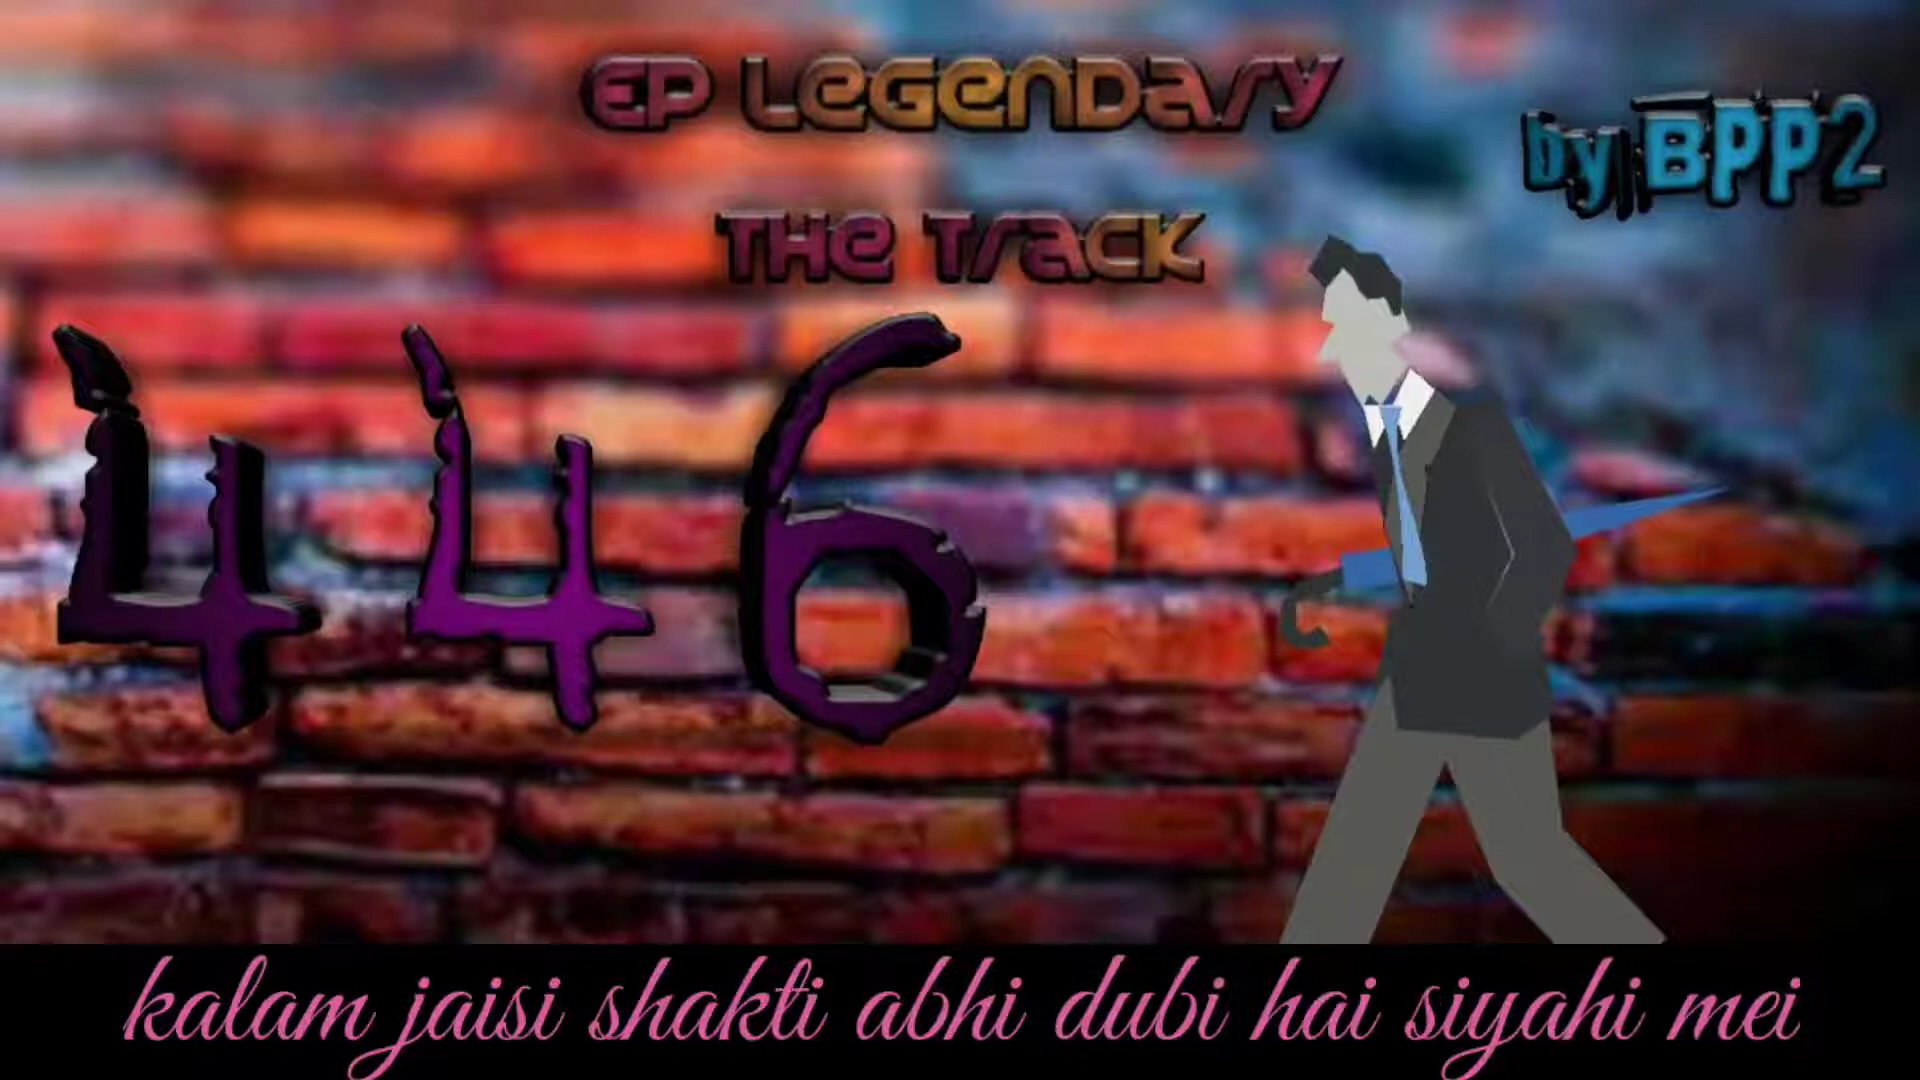 EP LEGENDARY
by BPP2
THE TRACK
446
kalam jaisi shakti abhi dubi hai siyahi mei